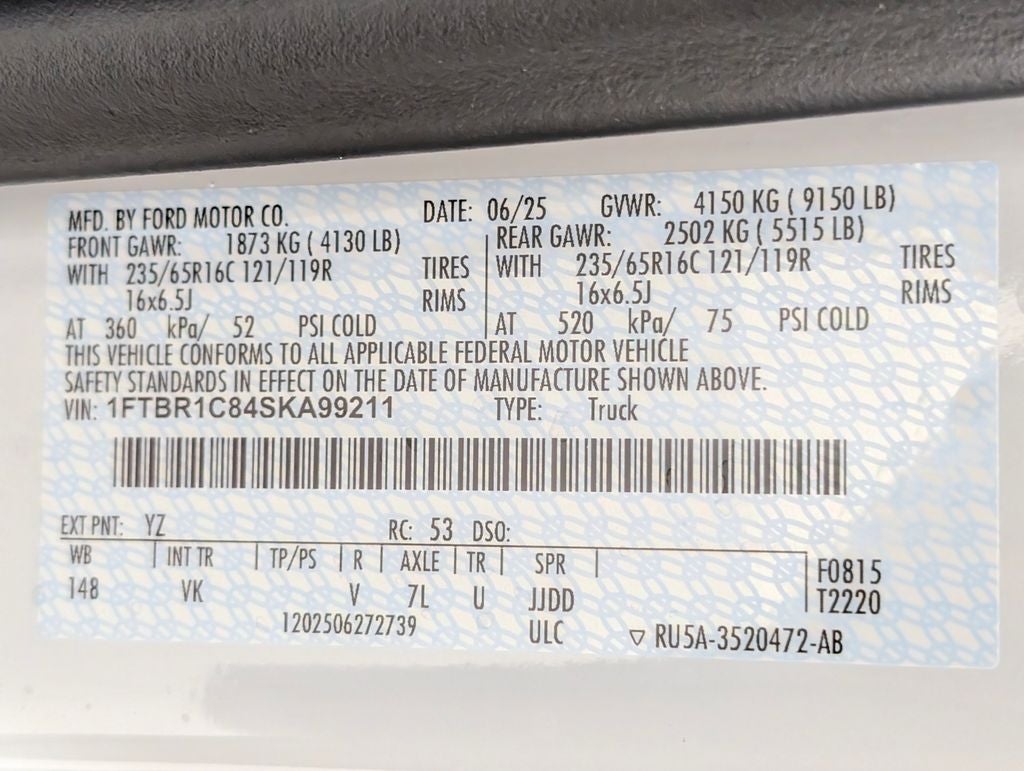 MFD. BY FORD MOTOR CO. DATE: 06/25 GVWR: 4150 KG ( 9150 LB)
FRONT GAWR: 1873 KG ( 4130 LB) REAR GAWR: 2502 KG ( 5515 LB)
WITH 235/65R16C 121/119R TIRES WITH 235/65R16C 121/119R TIRES
16x6.5J RIMS 16x6.5J RIMS
AT 360 kPa/ 52 PSI COLD AT 520 kPa/ 75 PSI COLD
THIS VEHICLE CONFORMS TO ALL APPLICABLE FEDERAL MOTOR VEHICLE
SAFETY STANDARDS IN EFFECT ON THE DATE OF MANUFACTURE SHOWN ABOVE.
VIN: 1FTBR1C84SKA99211 TYPE: Truck
EXT PNT: YZ RC: 53 DSO:
WB INT TR TP/PS R AXLE TR SPR F0815
148 VK V 7L U JJDD T2220
1202506272739 ULC ▽ RU5A-3520472-AB